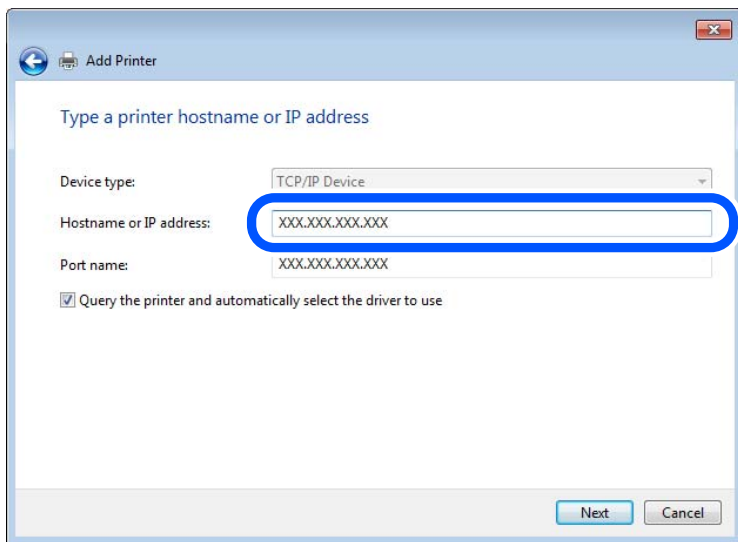 Add Printer
Type a printer hostname or IP address
Device type: TCP/IP Device
Hostname or IP address: XXX.XXX.XXX.XXX
Port name: XXX.XXX.XXX.XXX
Query the printer and automatically select the driver to use
Next Cancel